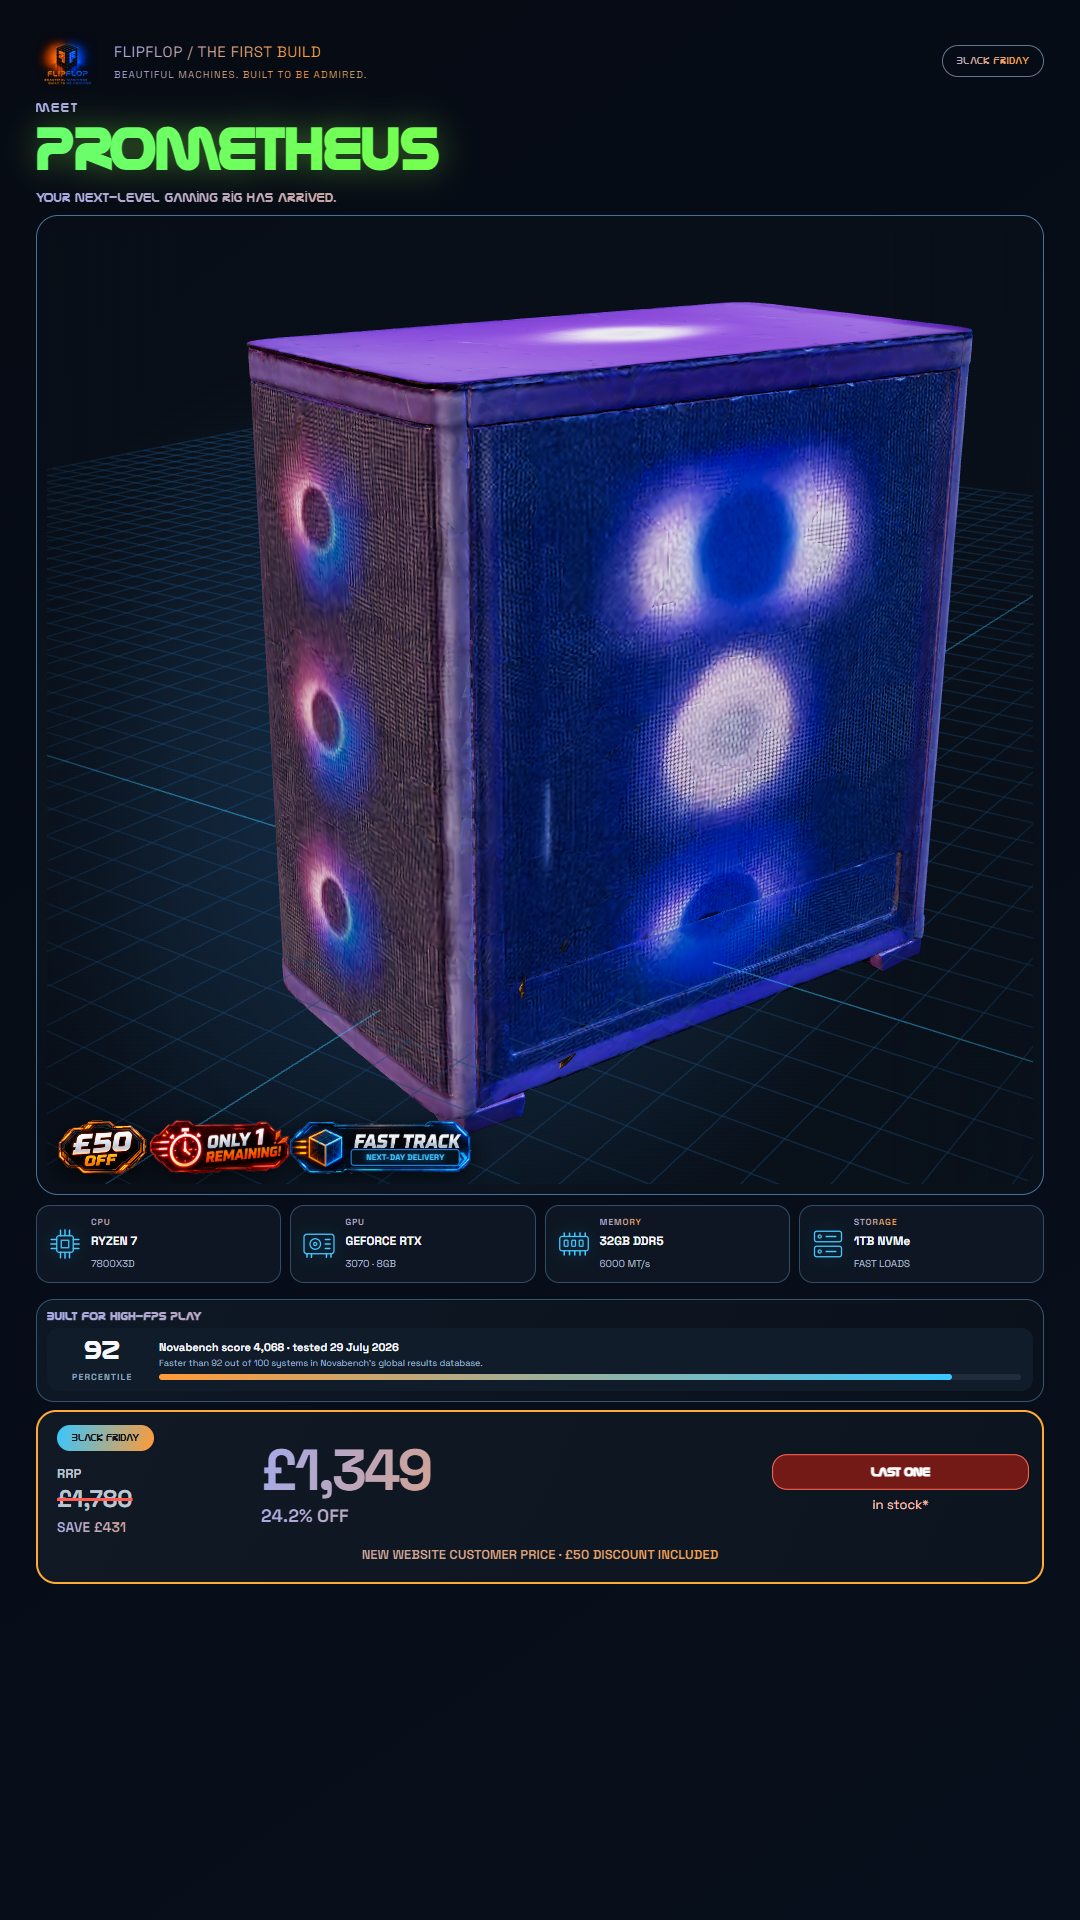 FLIPFLOP
FLIPFLOP / THE FIRST BUILD
BEAUTIFUL MACHINES. BUILT TO BE ADMIRED.
BLACK FRIDAY
MEET
PROMETHEUS
YOUR NEXT-LEVEL GAMING RIG HAS ARRIVED.
£50
OFF
ONLY 1
REMAINING!
FAST TRACK
NEXT-DAY DELIVERY
CPU
RYZEN 7
7800X3D
GPU
GEFORCE RTX
3070 · 8GB
MEMORY
32GB DDR5
6000 MT/s
STORAGE
1TB NVMe
FAST LOADS
BUILT FOR HIGH-FPS PLAY
92
PERCENTILE
Novabench score 4,068 · tested 29 July 2026
Faster than 92 out of 100 systems in Novabench's global results database.
BLACK FRIDAY
RRP
£1,780
SAVE £431
£1,349
24.2% OFF
LAST ONE
in stock*
NEW WEBSITE CUSTOMER PRICE · £50 DISCOUNT INCLUDED